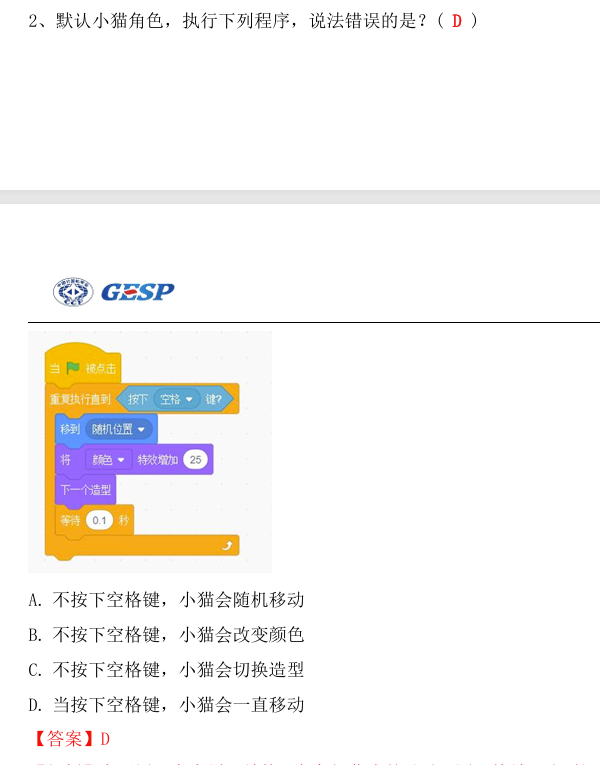 2、默认小猫角色，执行下列程序，说法错误的是？( D )
GESP
当 被点击
重复执行直到 按下 空格 键?
移到 随机位置
将 颜色 特效增加 25
下一个造型
等待 0.1 秒
A. 不按下空格键，小猫会随机移动
B. 不按下空格键，小猫会改变颜色
C. 不按下空格键，小猫会切换造型
D. 当按下空格键，小猫会一直移动
【答案】D